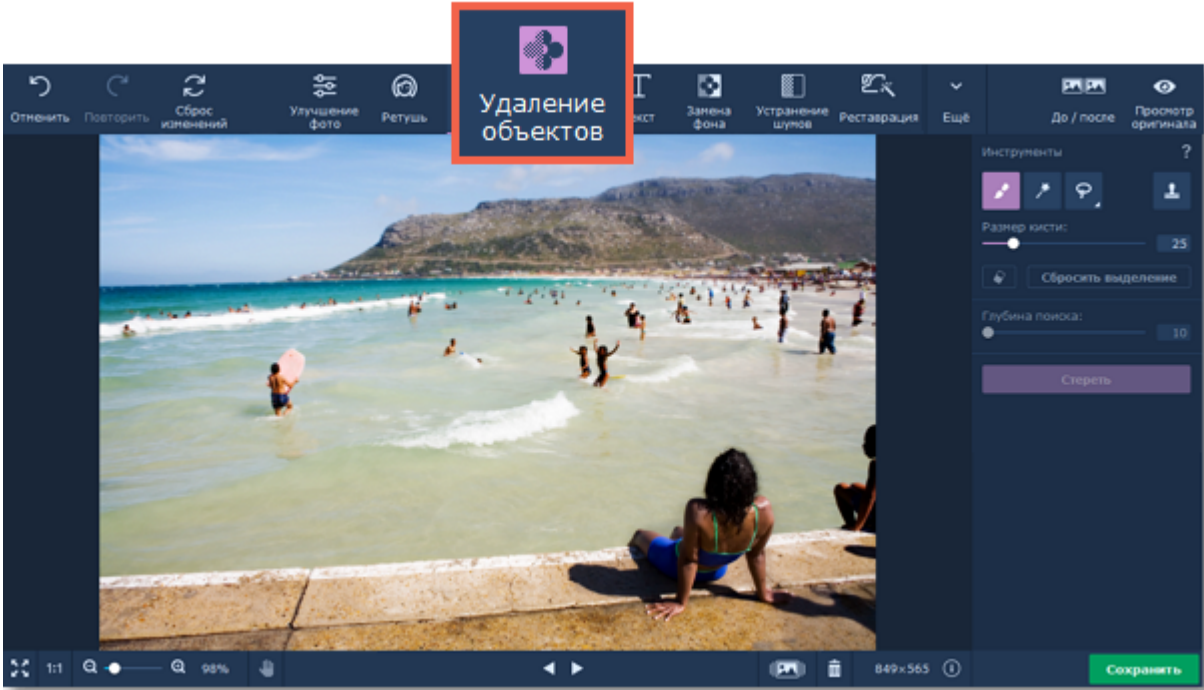 Удаление
объектов
Отменить
Повторить
Сброс
изменений
Улучшение
фото
Ретушь
екст
Замена
фона
Устранение
шумов
Реставрация
Ещё
До / после
Просмотр
оригинала
Инструменты
?
Размер кисти:
25
Сбросить выделение
Глубина поиска:
10
Стереть
1:1
98%
849×565
Сохранить